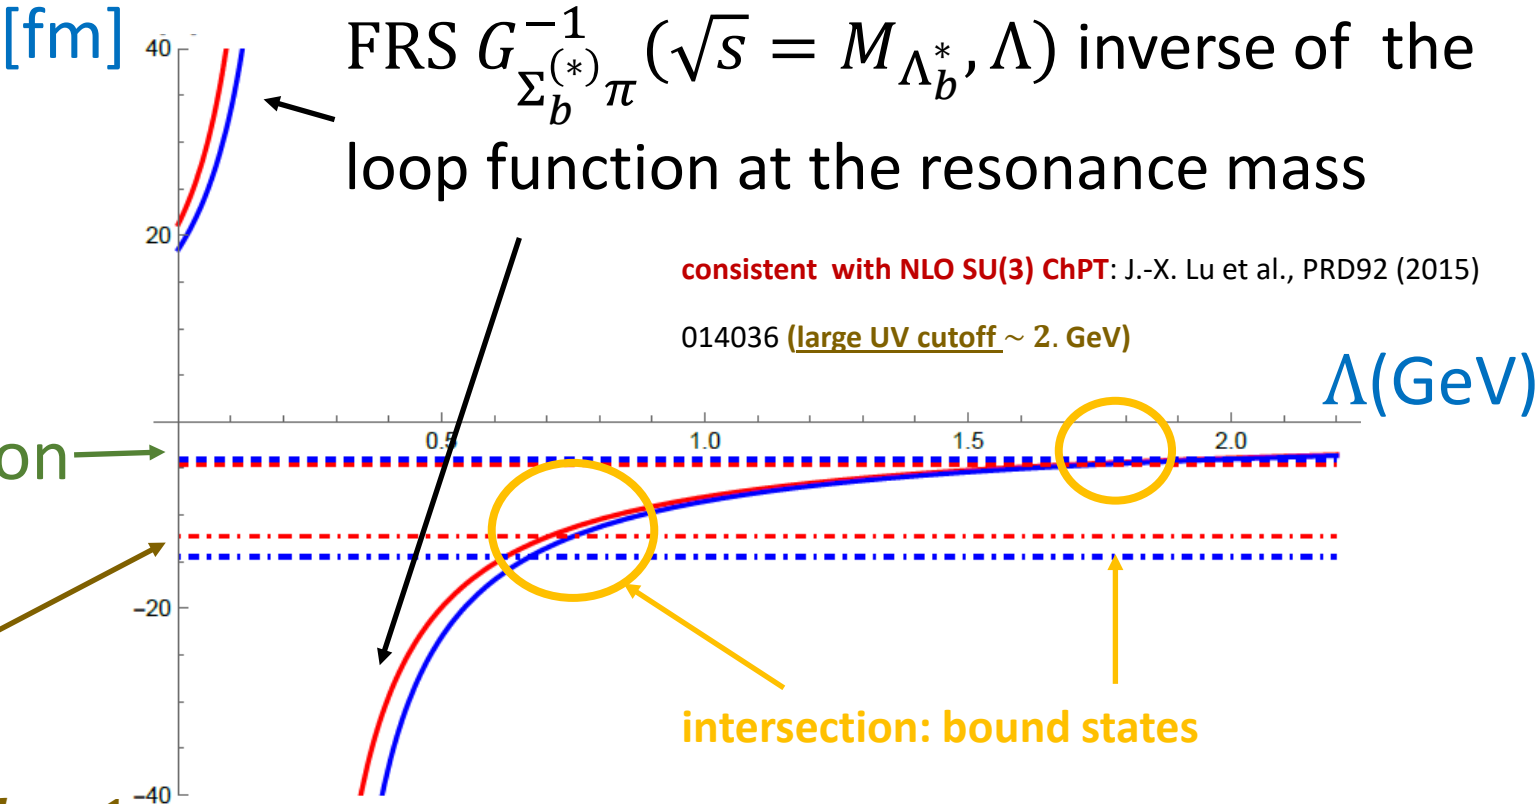 [fm]
FRS $G^{-1}_{\Sigma_b^{(*)}\pi}(\sqrt{s} = M_{\Lambda_b^*}, \Lambda)$ inverse of the
loop function at the resonance mass
40
20
consistent with NLO SU(3) ChPT: J.-X. Lu et al., PRD92 (2015)
014036 (large UV cutoff ~ 2. GeV)
Λ(GeV)
0.5 1.0 1.5 2.0
on
−20
intersection: bound states
−40